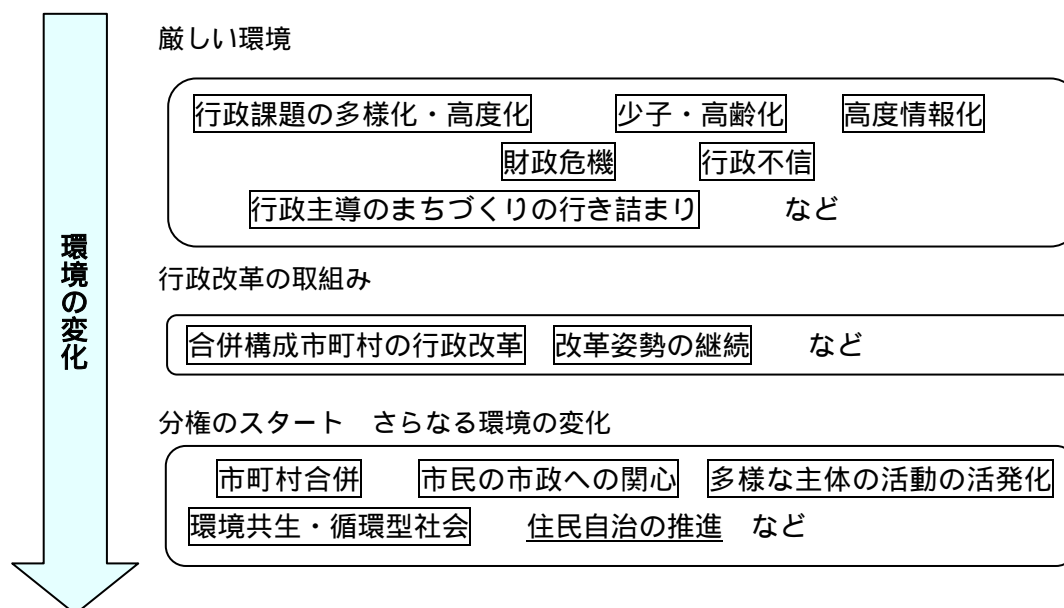 厳しい環境
行政課題の多様化・高度化 少子・高齢化 高度情報化
財政危機 行政不信
行政主導のまちづくりの行き詰まり など
環境の変化
行政改革の取組み
合併構成市町村の行政改革 改革姿勢の継続 など
分権のスタート さらなる環境の変化
市町村合併 市民の市政への関心 多様な主体の活動の活発化
環境共生・循環型社会 住民自治の推進 など